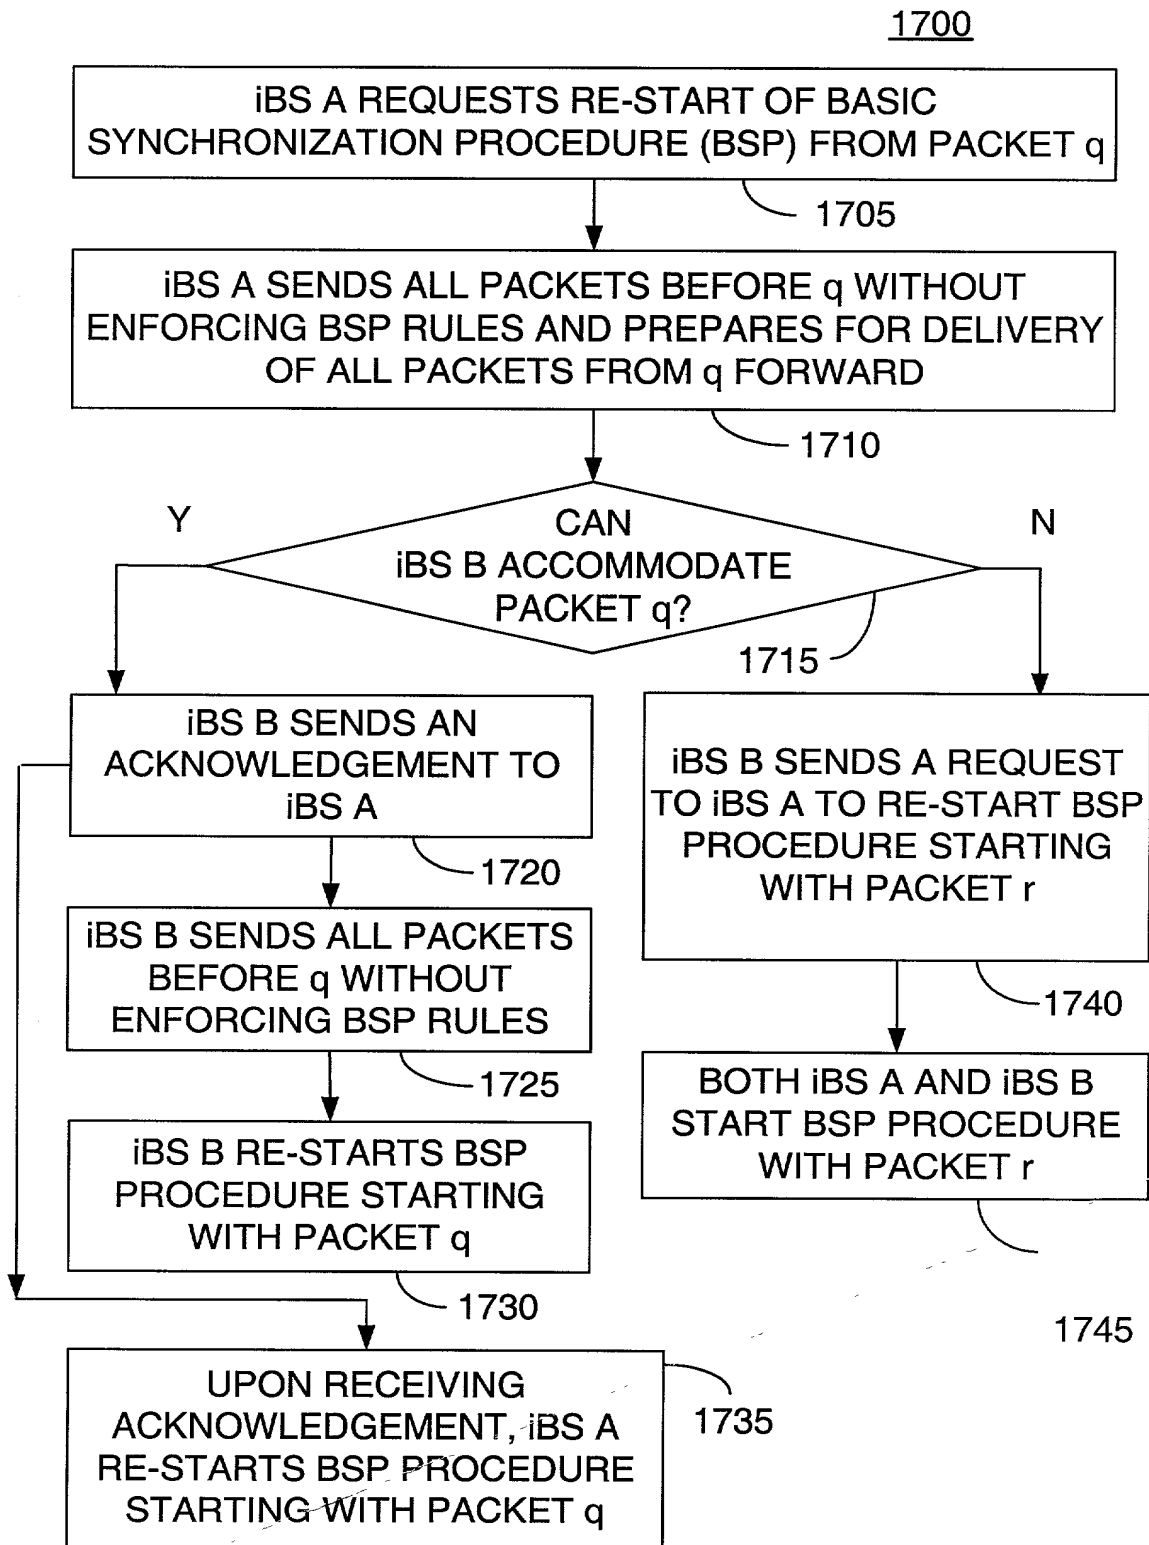 1700
iBS A REQUESTS RE-START OF BASIC
SYNCHRONIZATION PROCEDURE (BSP) FROM PACKET q
1705
iBS A SENDS ALL PACKETS BEFORE q WITHOUT
ENFORCING BSP RULES AND PREPARES FOR DELIVERY
OF ALL PACKETS FROM q FORWARD
1710
Y
N
CAN
iBS B ACCOMMODATE
PACKET q?
1715
iBS B SENDS AN
ACKNOWLEDGEMENT TO
iBS A
1720
iBS B SENDS A REQUEST
TO iBS A TO RE-START BSP
PROCEDURE STARTING
WITH PACKET r
1740
iBS B SENDS ALL PACKETS
BEFORE q WITHOUT
ENFORCING BSP RULES
1725
BOTH iBS A AND iBS B
START BSP PROCEDURE
WITH PACKET r
1745
iBS B RE-STARTS BSP
PROCEDURE STARTING
WITH PACKET q
1730
UPON RECEIVING
ACKNOWLEDGEMENT, iBS A
RE-STARTS BSP PROCEDURE
STARTING WITH PACKET q
1735